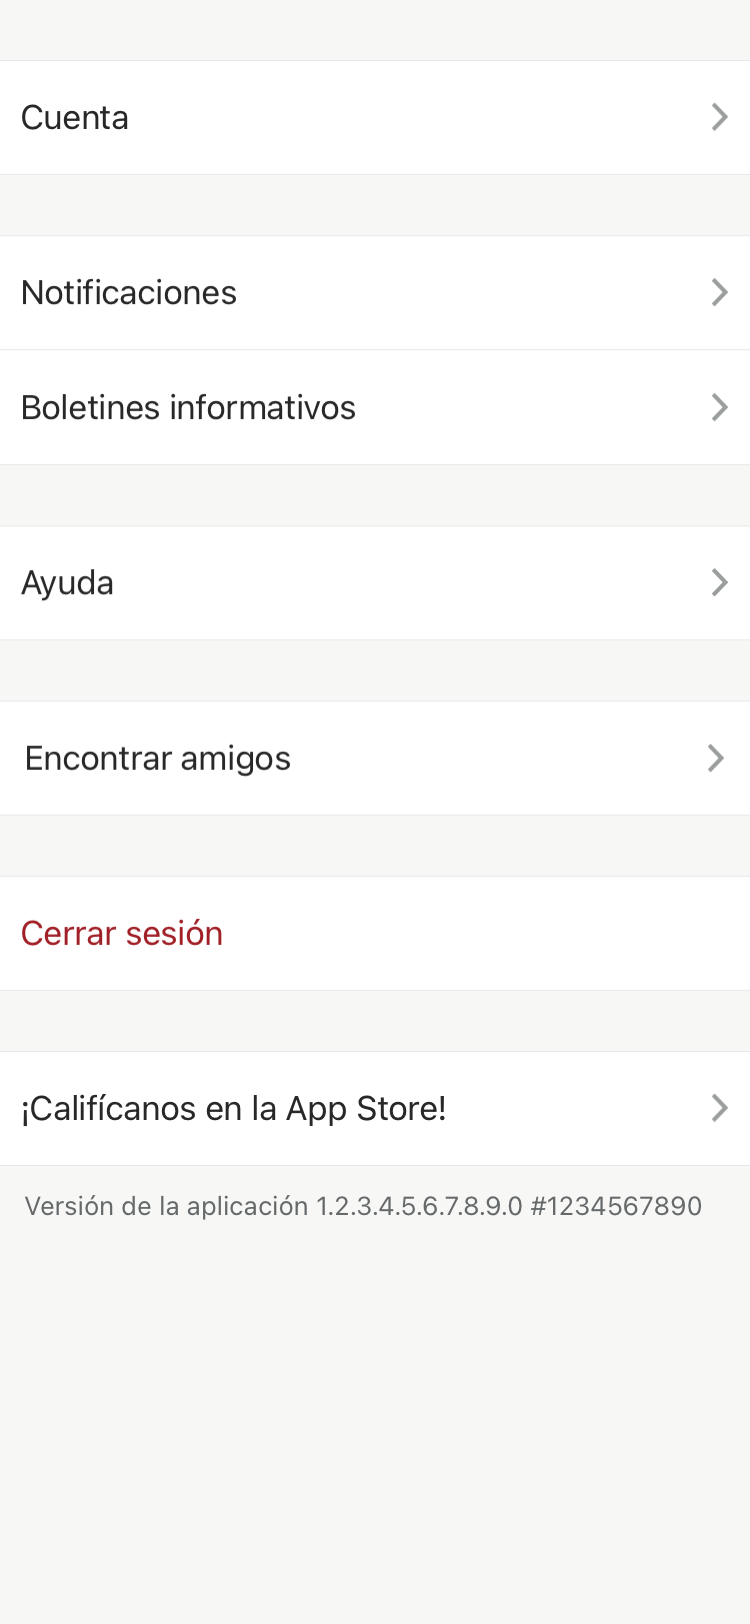 Cuenta
Notificaciones
Boletines informativos
Ayuda
Encontrar amigos
Cerrar sesión
¡Califícanos en la App Store!
Versión de la aplicación 1.2.3.4.5.6.7.8.9.0 #1234567890